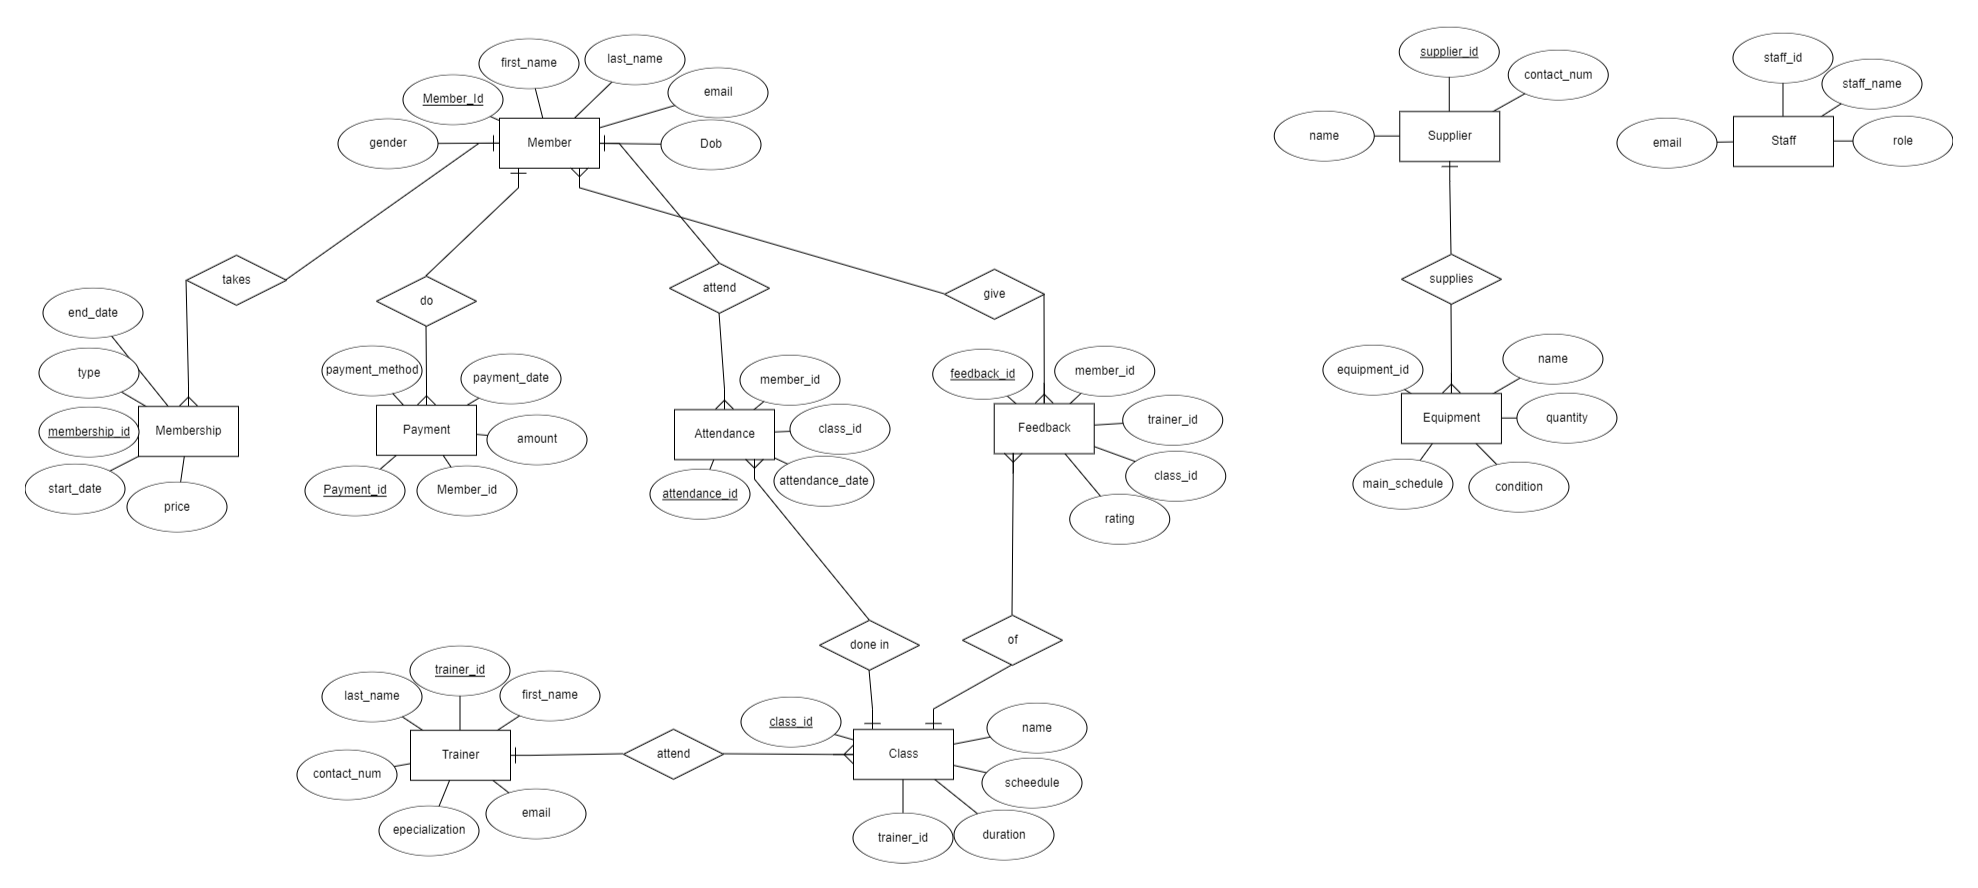 supplier_id
staff_id
first_name
last_name
contact_num
staff_name
Member_Id
email
gender
Member
Dob
name
Supplier
email
Staff
role
takes
do
attend
give
supplies
end_date
type
membership_id
Membership
start_date
price
payment_method
payment_date
Payment
amount
Payment_id
Member_id
member_id
class_id
Attendance
attendance_date
attendance_id
feedback_id
member_id
trainer_id
Feedback
class_id
rating
equipment_id
name
Equipment
quantity
main_schedule
condition
done in
of
trainer_id
last_name
first_name
Trainer
contact_num
epecialization
email
attend
class_id
name
Class
scheedule
trainer_id
duration